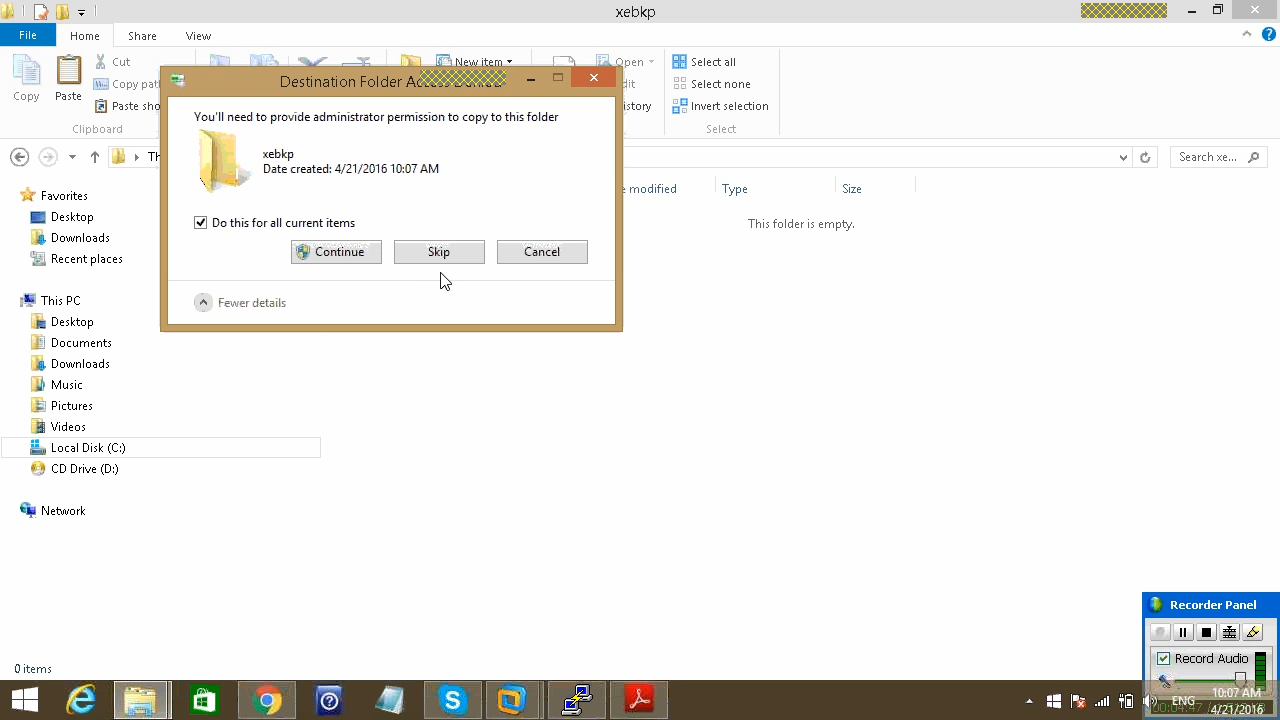 xebkp
File Home Share View
Cut
Copy path
Paste sho
Copy Paste
Clipboard
New item
Open
history
Select all
Select none
Invert selection
Select
Search xe...
Destination Folder
You'll need to provide administrator permission to copy to this folder
xebkp
Date created: 4/21/2016 10:07 AM
Do this for all current items
Continue Skip Cancel
Fewer details
modified Type Size
This folder is empty.
Favorites
Desktop
Downloads
Recent places
This PC
Desktop
Documents
Downloads
Music
Pictures
Videos
Local Disk (C:)
CD Drive (D:)
Network
0 items
Recorder Panel
Record Audio
ENG
10:07 AM
4/21/2016